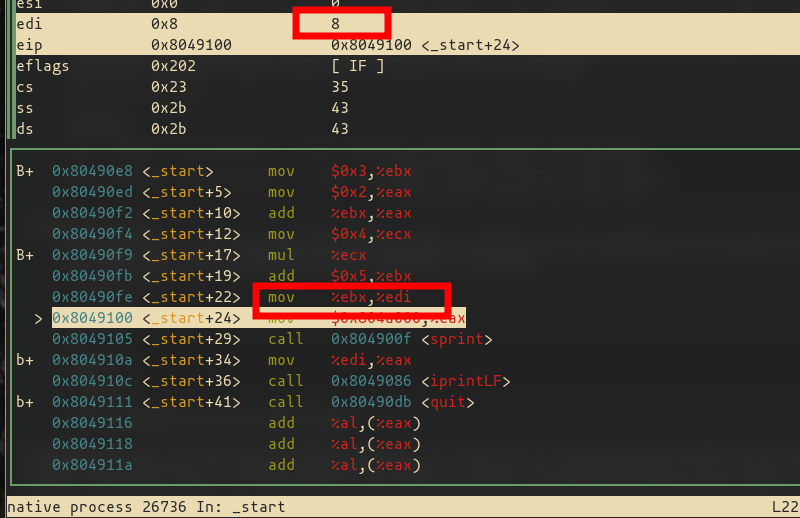 esi 0x0 0
edi 0x8 8
eip 0x8049100 0x8049100 <_start+24>
eflags 0x202 [ IF ]
cs 0x23 35
ss 0x2b 43
ds 0x2b 43
B+ 0x80490e8 <_start> mov $0x3,%ebx
0x80490ed <_start+5> mov $0x2,%eax
0x80490f2 <_start+10> add %ebx,%eax
0x80490f4 <_start+12> mov $0x4,%ecx
B+ 0x80490f9 <_start+17> mul %ecx
0x80490fb <_start+19> add $0x5,%ebx
0x80490fe <_start+22> mov %ebx,%edi
> 0x8049100 <_start+24> mov $0x804a000,%eax
0x8049105 <_start+29> call 0x804900f <sprint>
b+ 0x804910a <_start+34> mov %edi,%eax
0x804910c <_start+36> call 0x8049086 <iprintLF>
b+ 0x8049111 <_start+41> call 0x80490db <quit>
0x8049116 add %al,(%eax)
0x8049118 add %al,(%eax)
0x804911a add %al,(%eax)
native process 26736 In: _start L22